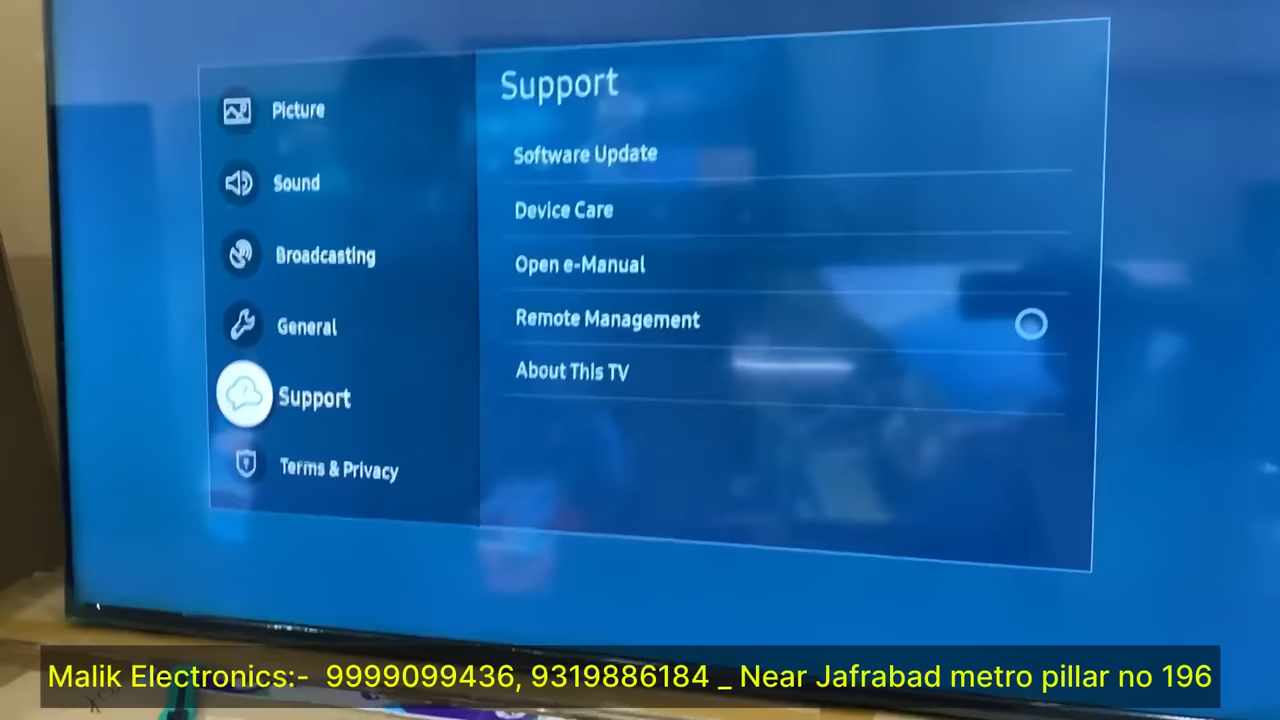 Picture
Sound
Broadcasting
General
Support
Terms & Privacy
Support
Software Update
Device Care
Open e-Manual
Remote Management
About This TV
Malik Electronics:-  9999099436, 9319886184 _ Near Jafrabad metro pillar no 196